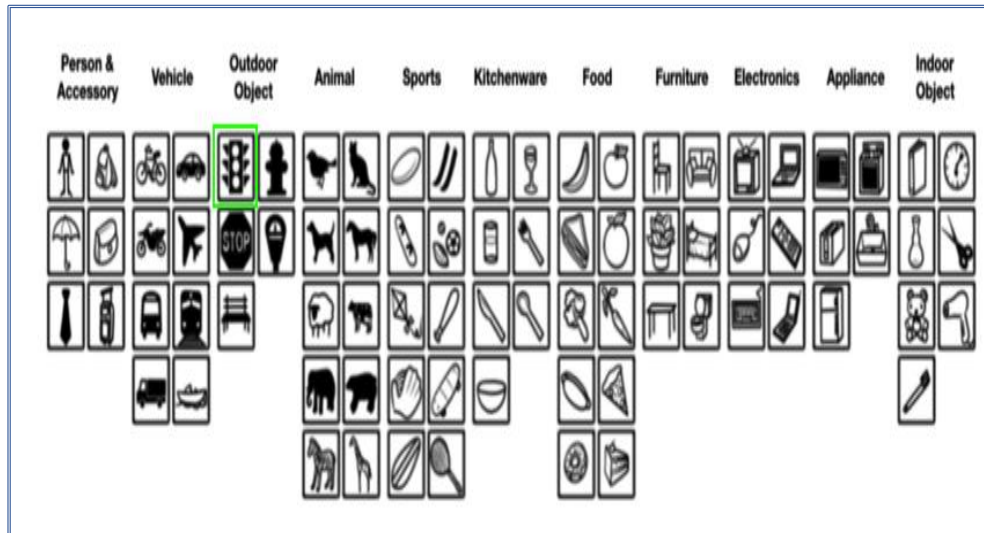 Person &
Accessory
Vehicle
Outdoor
Object
Animal
Sports
Kitchenware
Food
Furniture
Electronics
Appliance
Indoor
Object
STOP